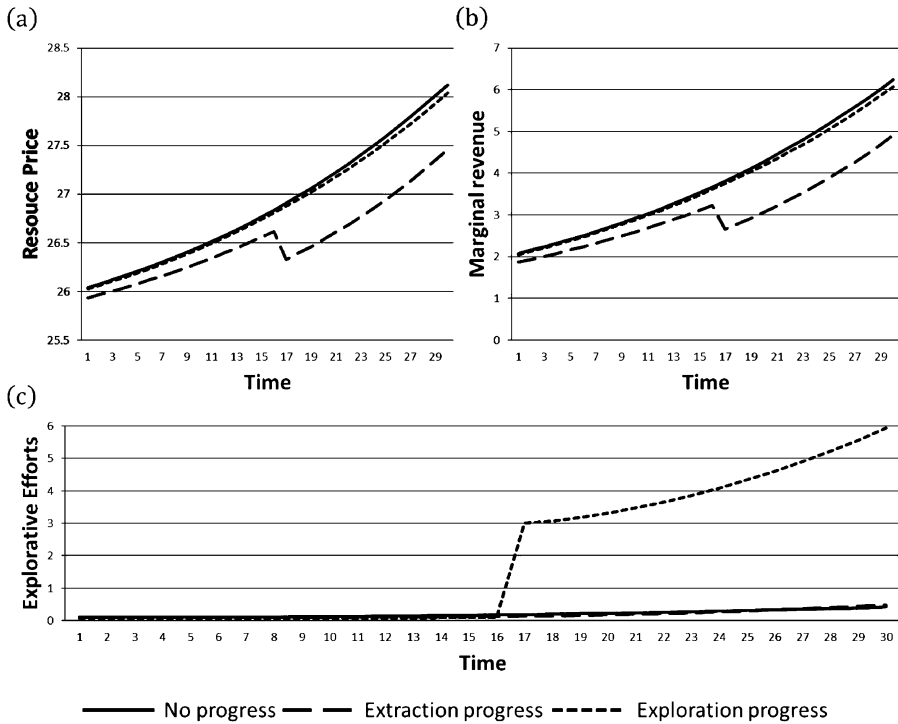 (a)
Resouce Price
28.5
28
27.5
27
26.5
26
25.5
1 3 5 7 9 11 13 15 17 19 21 23 25 27 29
Time
(b)
Marginal revenue
7
6
5
4
3
2
1
0
1 3 5 7 9 11 13 15 17 19 21 23 25 27 29
Time
(c)
Explorative Efforts
6
5
4
3
2
1
0
1 2 3 4 5 6 7 8 9 10 11 12 13 14 15 16 17 18 19 20 21 22 23 24 25 26 27 28 29 30
Time
No progress Extraction progress Exploration progress